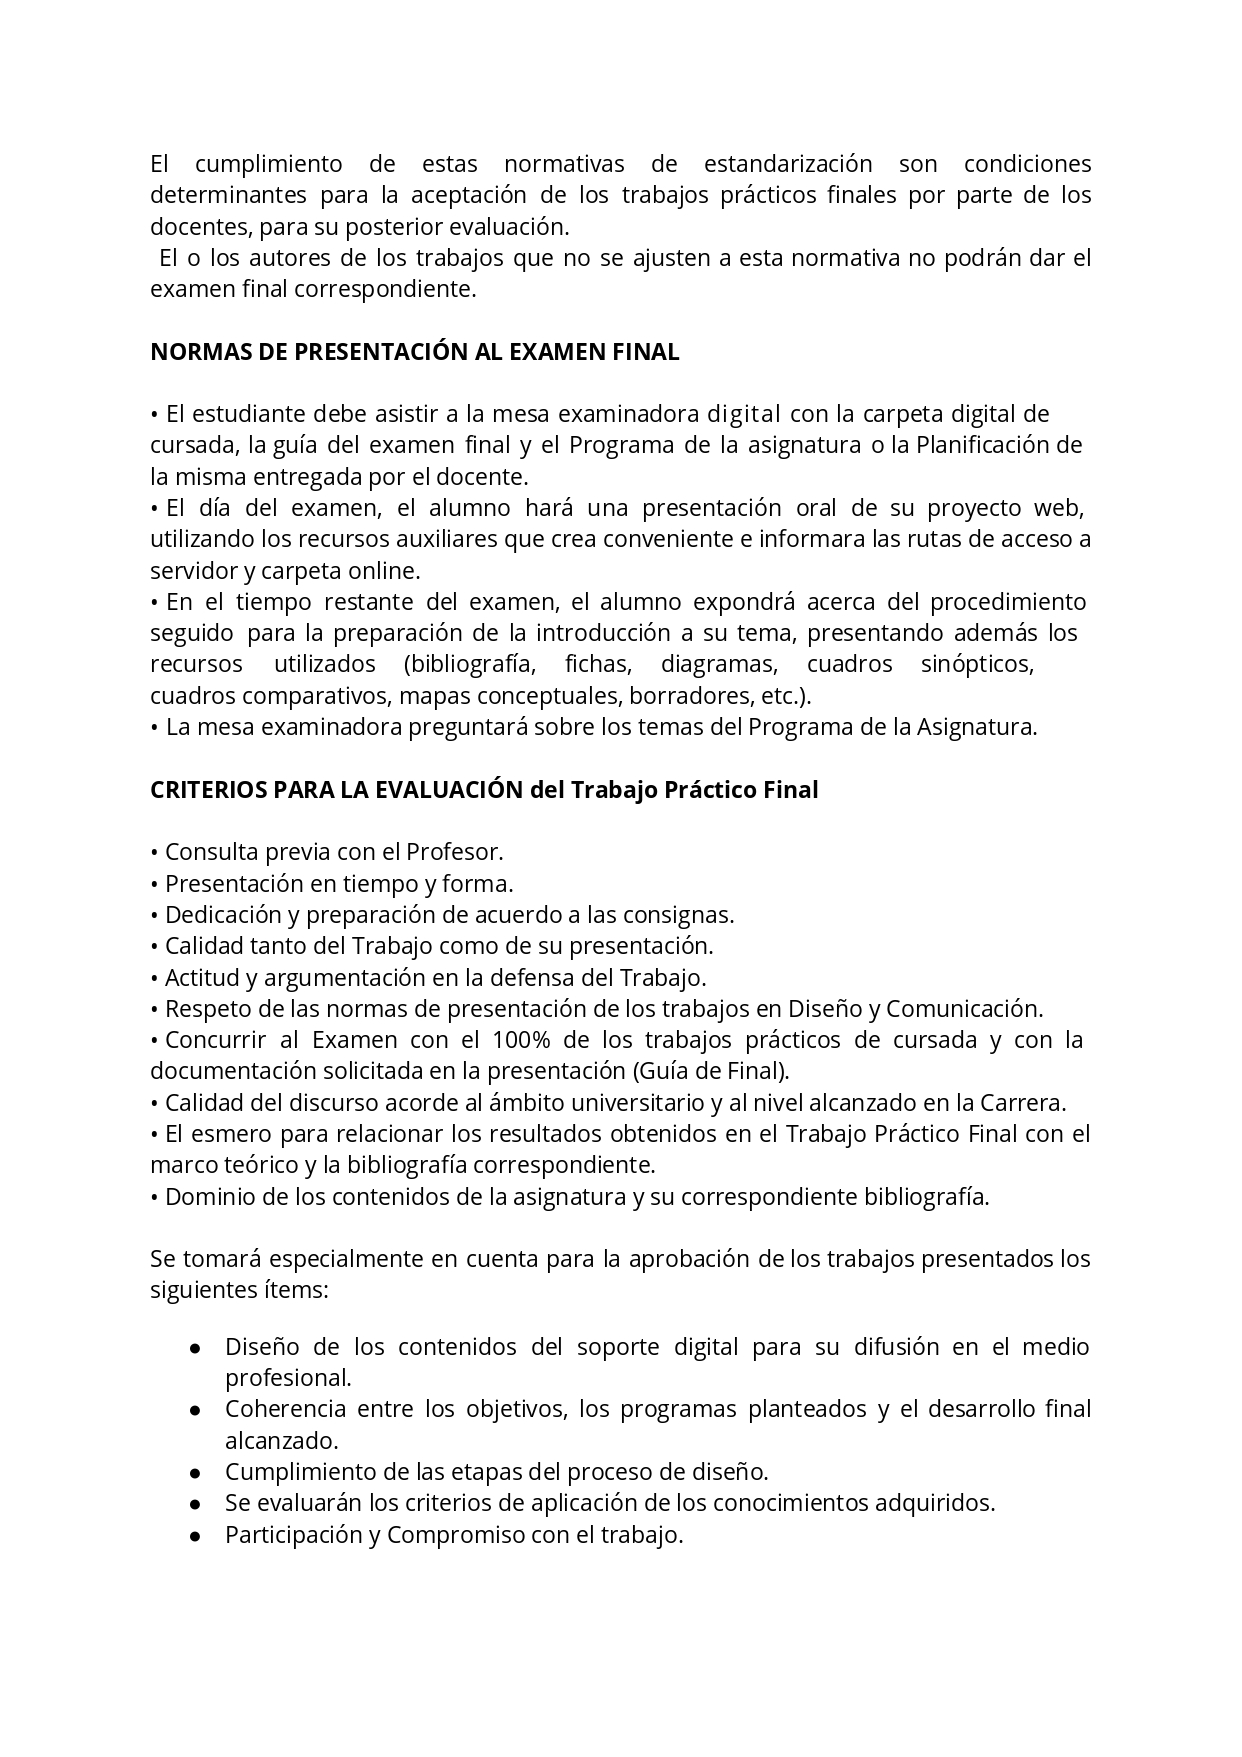 El cumplimiento de estas normativas de estandarización son condiciones
determinantes para la aceptación de los trabajos prácticos finales por parte de los
docentes, para su posterior evaluación.
El o los autores de los trabajos que no se ajusten a esta normativa no podrán dar el
examen final correspondiente.
NORMAS DE PRESENTACIÓN AL EXAMEN FINAL
• El estudiante debe asistir a la mesa examinadora digital con la carpeta digital de
cursada, la guía del examen final y el Programa de la asignatura o la Planificación de
la misma entregada por el docente.
• El día del examen, el alumno hará una presentación oral de su proyecto web,
utilizando los recursos auxiliares que crea conveniente e informara las rutas de acceso a
servidor y carpeta online.
• En el tiempo restante del examen, el alumno expondrá acerca del procedimiento
seguido para la preparación de la introducción a su tema, presentando además los
recursos utilizados (bibliografía, fichas, diagramas, cuadros sinópticos,
cuadros comparativos, mapas conceptuales, borradores, etc.).
• La mesa examinadora preguntará sobre los temas del Programa de la Asignatura.
CRITERIOS PARA LA EVALUACIÓN del Trabajo Práctico Final
• Consulta previa con el Profesor.
• Presentación en tiempo y forma.
• Dedicación y preparación de acuerdo a las consignas.
• Calidad tanto del Trabajo como de su presentación.
• Actitud y argumentación en la defensa del Trabajo.
• Respeto de las normas de presentación de los trabajos en Diseño y Comunicación.
• Concurrir al Examen con el 100% de los trabajos prácticos de cursada y con la
documentación solicitada en la presentación (Guía de Final).
• Calidad del discurso acorde al ámbito universitario y al nivel alcanzado en la Carrera.
• El esmero para relacionar los resultados obtenidos en el Trabajo Práctico Final con el
marco teórico y la bibliografía correspondiente.
• Dominio de los contenidos de la asignatura y su correspondiente bibliografía.
Se tomará especialmente en cuenta para la aprobación de los trabajos presentados los
siguientes ítems:
● Diseño de los contenidos del soporte digital para su difusión en el medio
profesional.
● Coherencia entre los objetivos, los programas planteados y el desarrollo final
alcanzado.
● Cumplimiento de las etapas del proceso de diseño.
● Se evaluarán los criterios de aplicación de los conocimientos adquiridos.
● Participación y Compromiso con el trabajo.